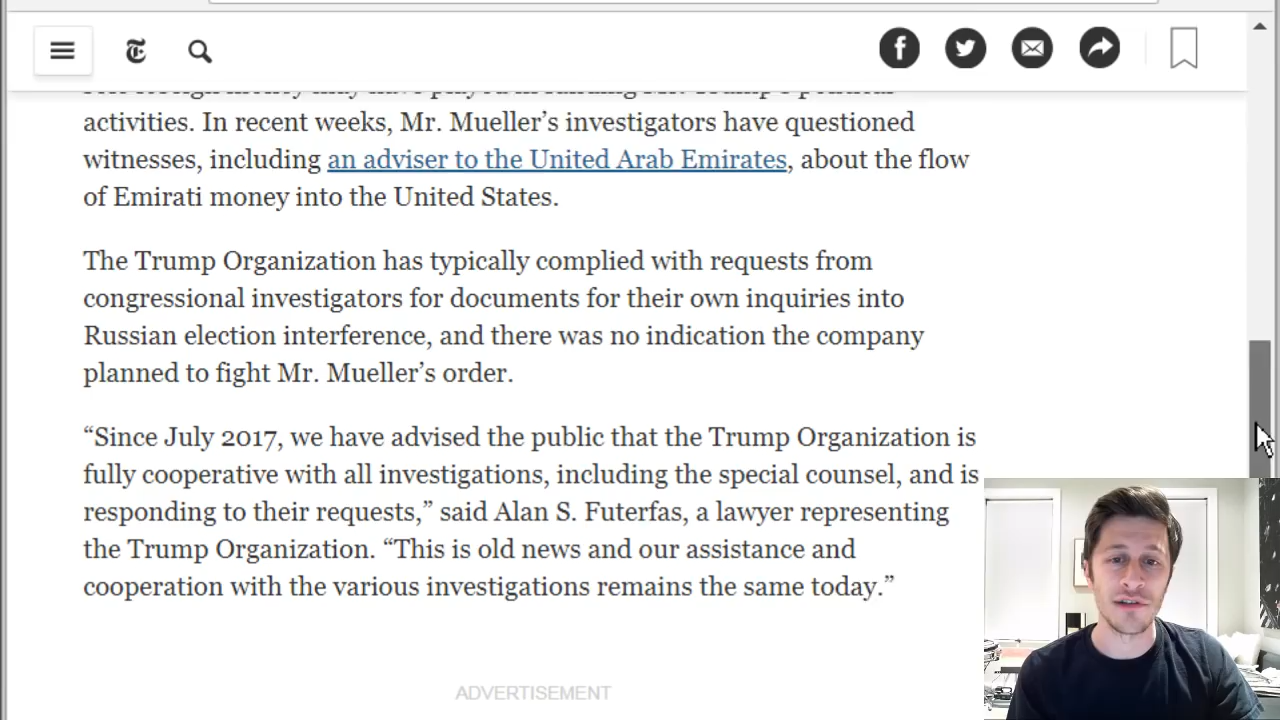 activities. In recent weeks, Mr. Mueller’s investigators have questioned
witnesses, including an adviser to the United Arab Emirates, about the flow
of Emirati money into the United States.
The Trump Organization has typically complied with requests from
congressional investigators for documents for their own inquiries into
Russian election interference, and there was no indication the company
planned to fight Mr. Mueller’s order.
“Since July 2017, we have advised the public that the Trump Organization is
fully cooperative with all investigations, including the special counsel, and is
responding to their requests,” said Alan S. Futerfas, a lawyer representing
the Trump Organization. “This is old news and our assistance and
cooperation with the various investigations remains the same today.”
ADVERTISEMENT